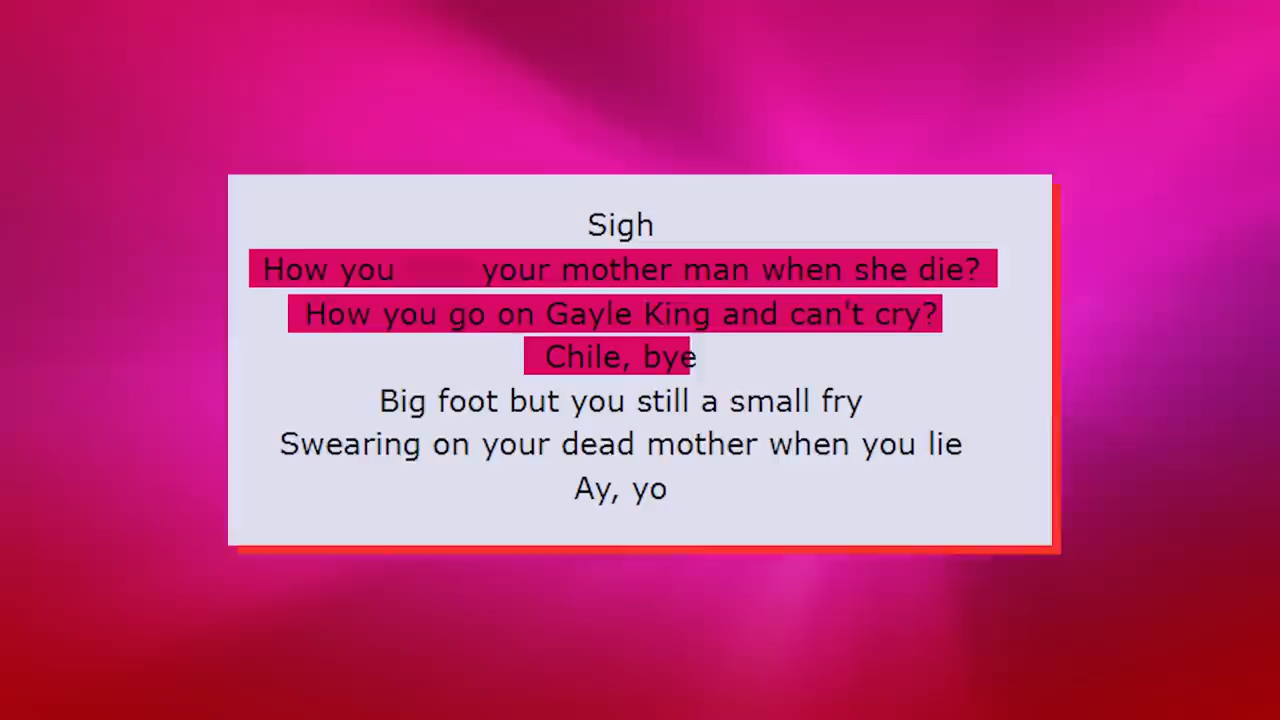 Sigh
How you your mother man when she die?
How you go on Gayle King and can't cry?
Chile, bye
Big foot but you still a small fry
Swearing on your dead mother when you lie
Ay, yo